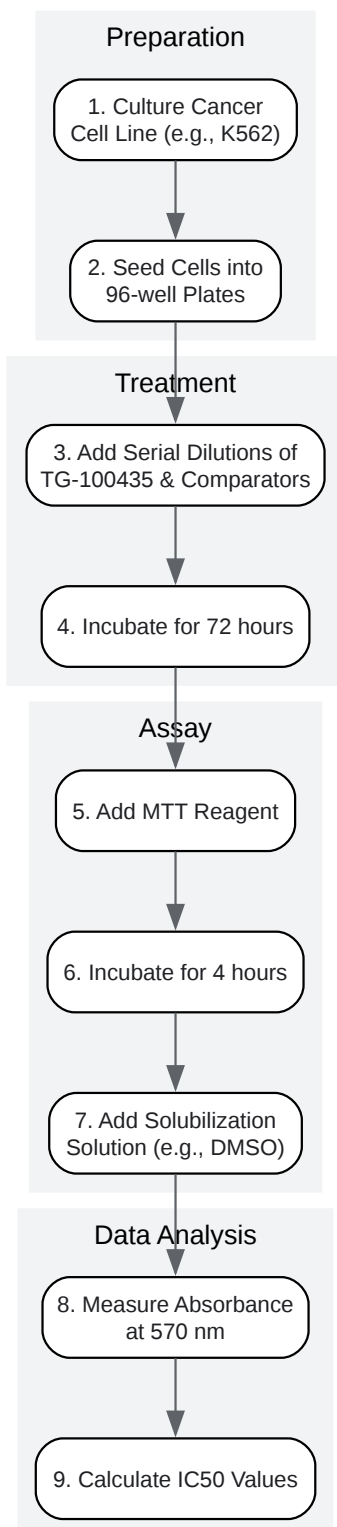 Preparation
1. Culture Cancer
Cell Line (e.g., K562)
2. Seed Cells into
96-well Plates
Treatment
3. Add Serial Dilutions of
TG-100435 & Comparators
4. Incubate for 72 hours
Assay
5. Add MTT Reagent
6. Incubate for 4 hours
7. Add Solubilization
Solution (e.g., DMSO)
Data Analysis
8. Measure Absorbance
at 570 nm
9. Calculate IC50 Values